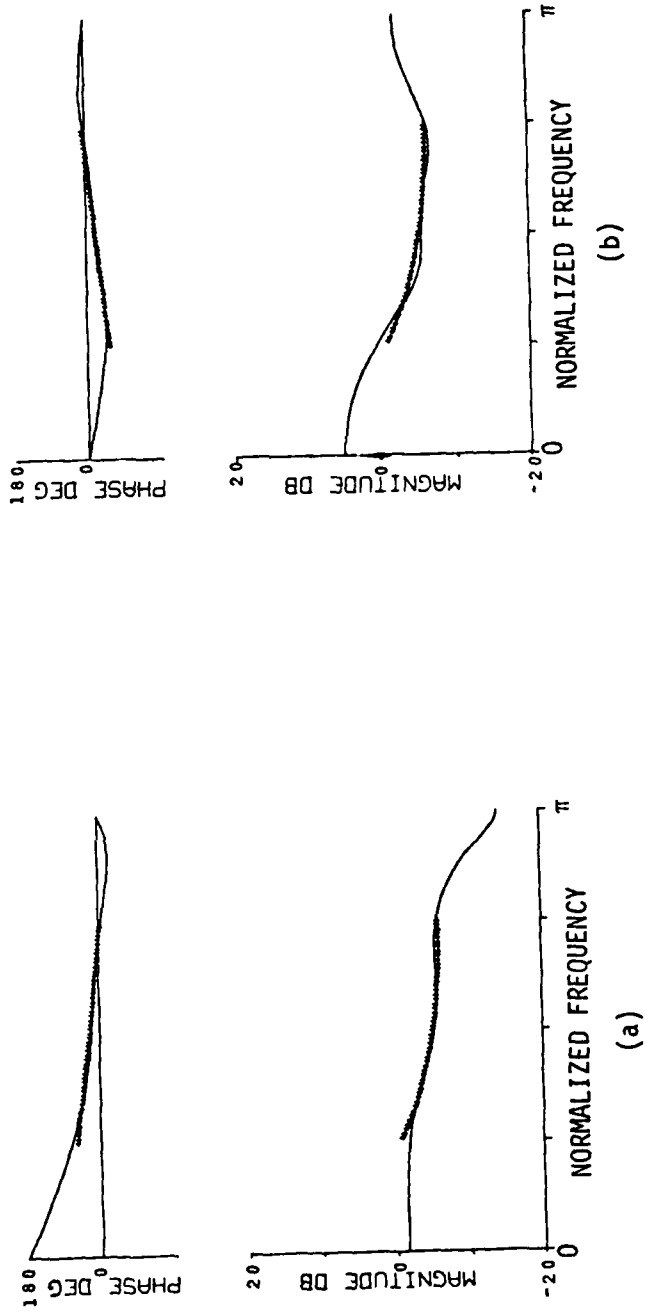 180
0
PHASE DEG
20
0
MAGNITUDE DB
-20
0
π
NORMALIZED FREQUENCY
(a)
180
0
PHASE DEG
20
0
MAGNITUDE DB
-20
0
π
NORMALIZED FREQUENCY
(b)